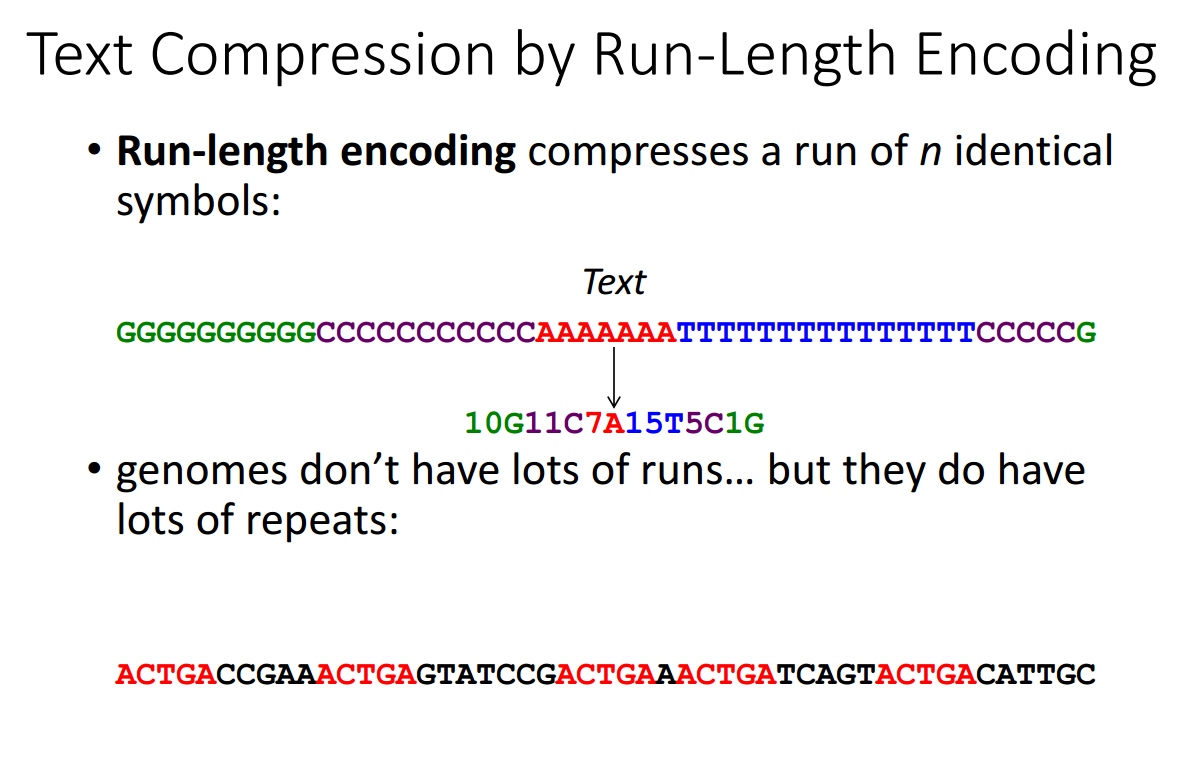 Text Compression by Run-Length Encoding
• Run-length encoding compresses a run of n identical
symbols:
Text
GGGGGGGGGGCCCCCCCCCCCAAAAAAATTTTTTTTTTTTTTTCCCCCG
10G11C7A15T5C1G
• genomes don’t have lots of runs… but they do have
lots of repeats:
ACTGACCGAAACTGAGTATCCGACTGAAACTGATCAGTACTGACATTGC